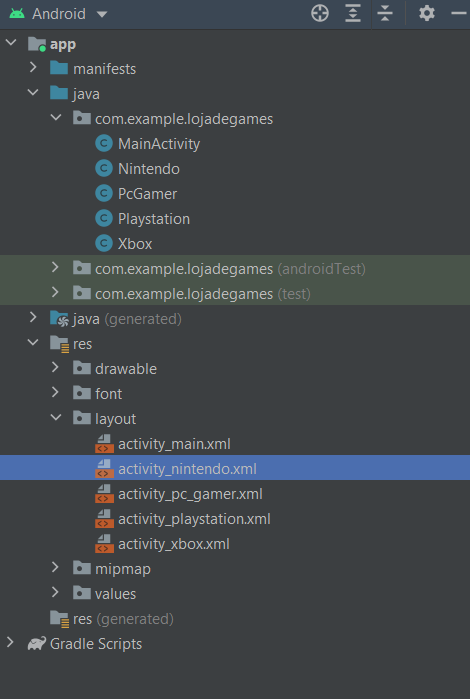 Android
app
manifests
java
com.example.lojadegames
MainActivity
Nintendo
PcGamer
Playstation
Xbox
com.example.lojadegames (androidTest)
com.example.lojadegames (test)
java (generated)
res
drawable
font
layout
activity_main.xml
activity_nintendo.xml
activity_pc_gamer.xml
activity_playstation.xml
activity_xbox.xml
mipmap
values
res (generated)
Gradle Scripts